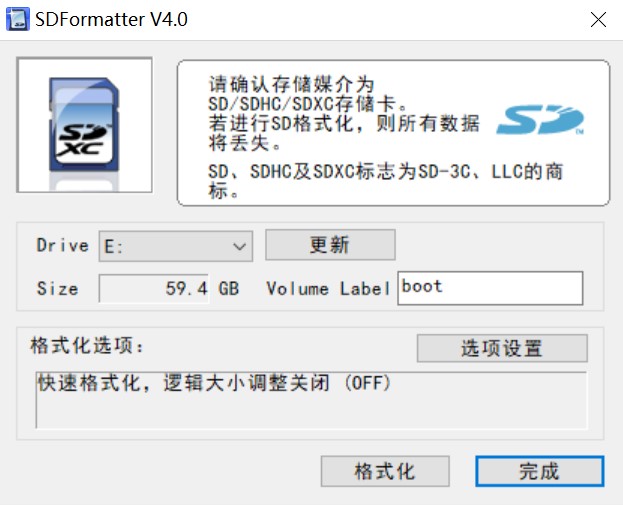 SDFormatter V4.0
请确认存储媒介为
SD/SDHC/SDXC存储卡。
若进行SD格式化，则所有数据
将丢失。
SD、SDHC及SDXC标志为SD-3C、LLC的商
标。
SD
XC
SD
TM
Drive E: 更新
Size 59.4 GB Volume Label boot
格式化选项：
选项设置
快速格式化，逻辑大小调整关闭 (OFF)
格式化 完成